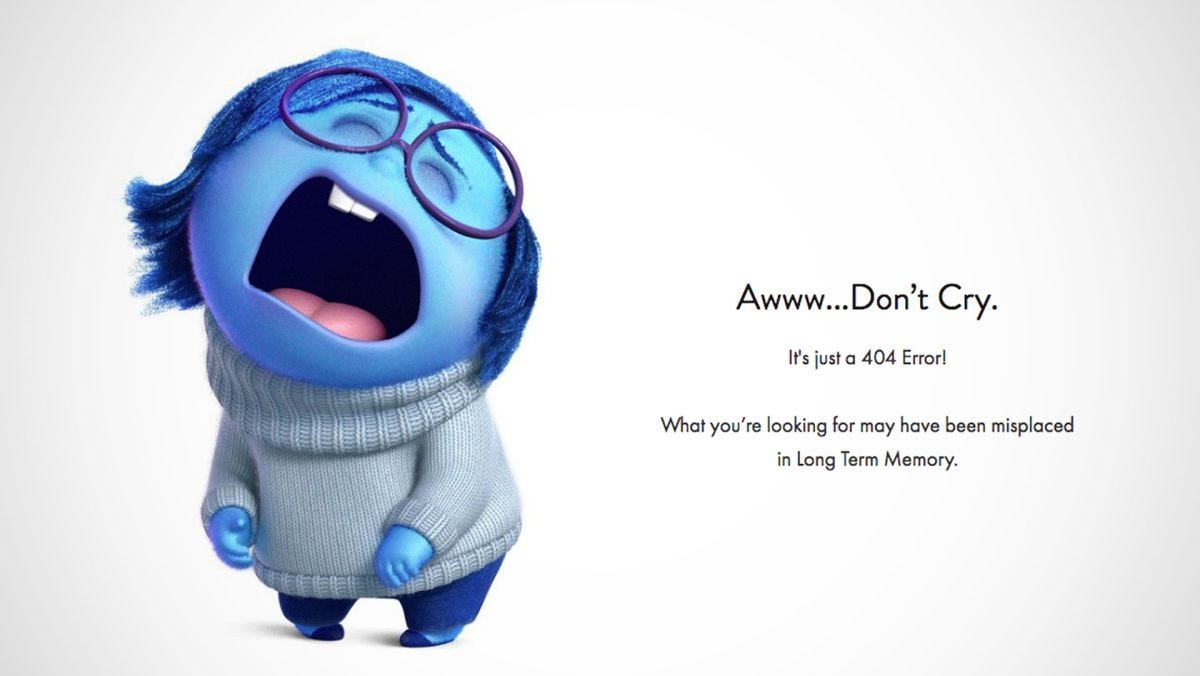 Awww...Don’t Cry.
It's just a 404 Error!
What you’re looking for may have been misplaced
in Long Term Memory.